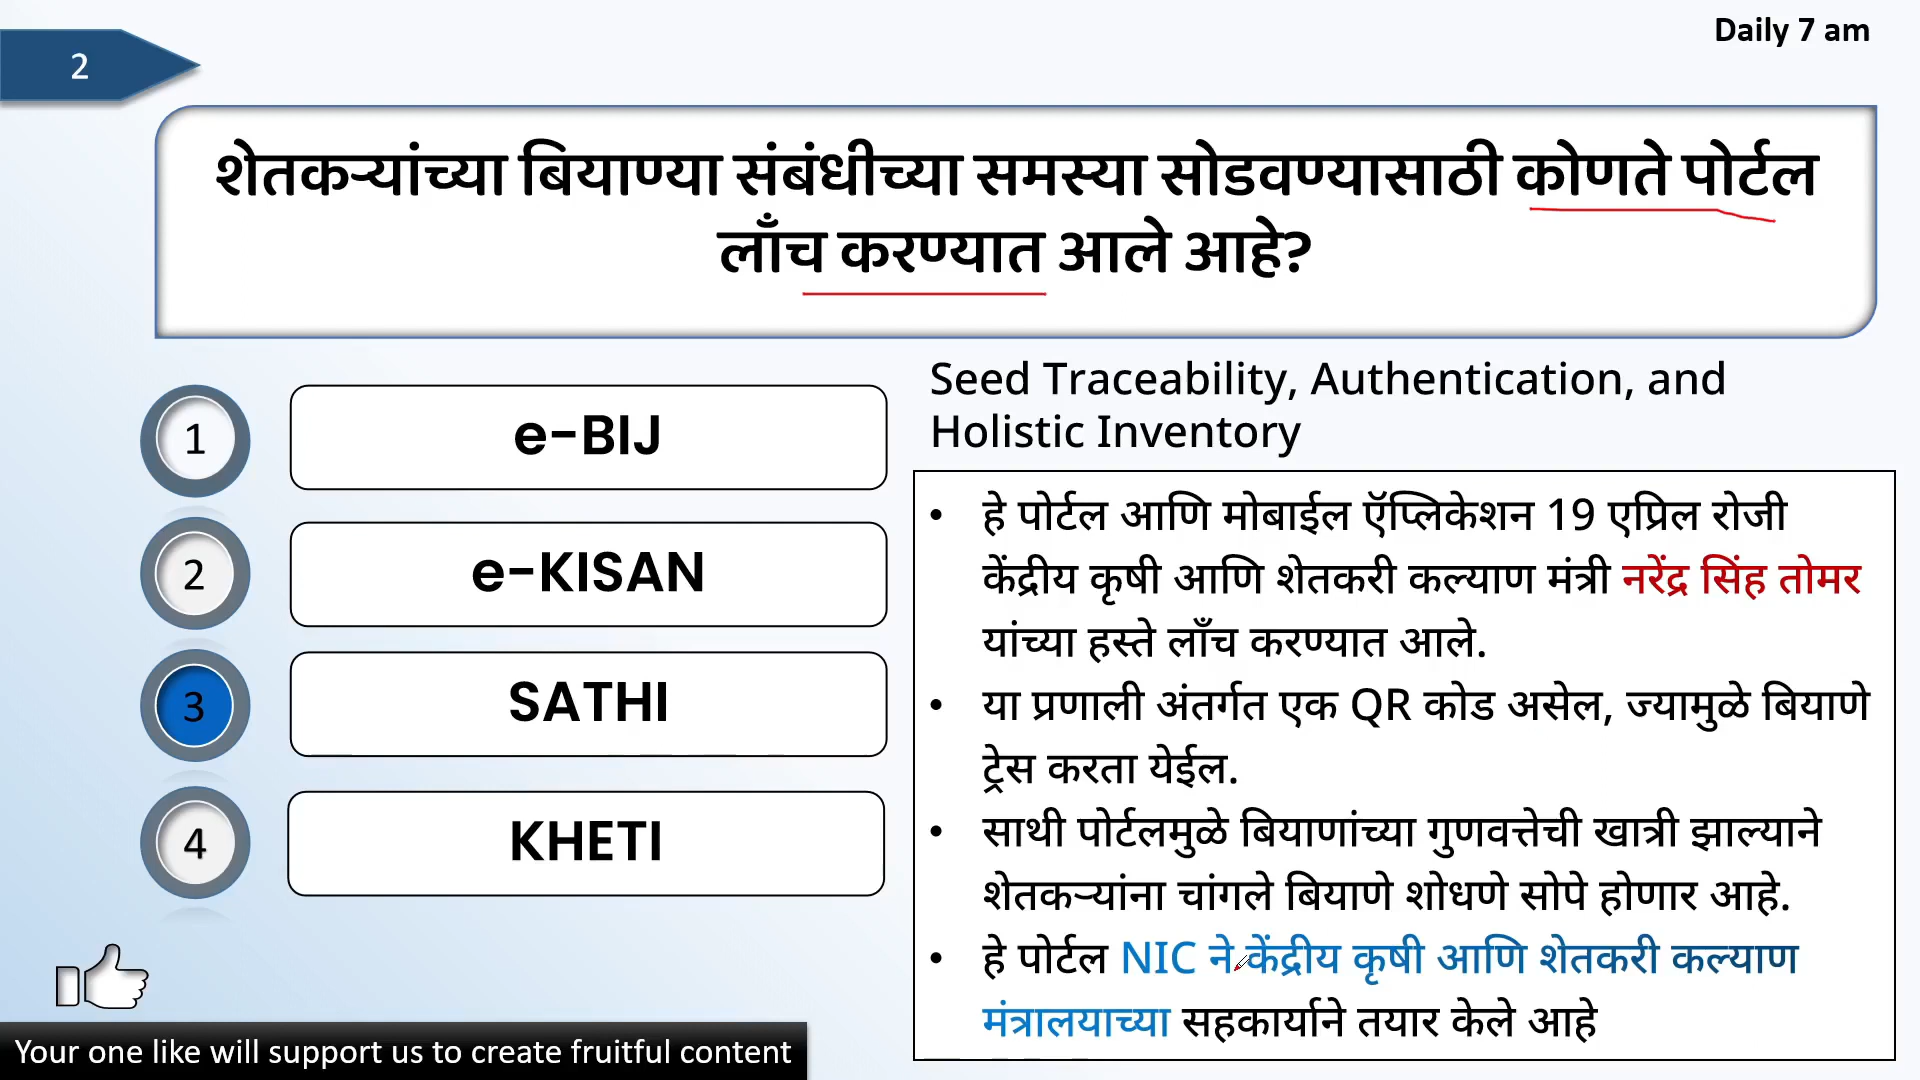 Daily 7 am
2
शेतकऱ्यांच्या बियाण्या संबंधीच्या समस्या सोडवण्यासाठी कोणते पोर्टल
लाँच करण्यात आले आहे?
1
e-BIJ
2
e-KISAN
3
SATHI
4
KHETI
Seed Traceability, Authentication, and
Holistic Inventory
• हे पोर्टल आणि मोबाईल ऍप्लिकेशन 19 एप्रिल रोजी
केंद्रीय कृषी आणि शेतकरी कल्याण मंत्री नरेंद्र सिंह तोमर
यांच्या हस्ते लाँच करण्यात आले.
• या प्रणाली अंतर्गत एक QR कोड असेल, ज्यामुळे बियाणे
ट्रेस करता येईल.
• साथी पोर्टलमुळे बियाणांच्या गुणवत्तेची खात्री झाल्याने
शेतकऱ्यांना चांगले बियाणे शोधणे सोपे होणार आहे.
• हे पोर्टल NIC ने केंद्रीय कृषी आणि शेतकरी कल्याण
मंत्रालयाच्या सहकार्याने तयार केले आहे
Your one like will support us to create fruitful content